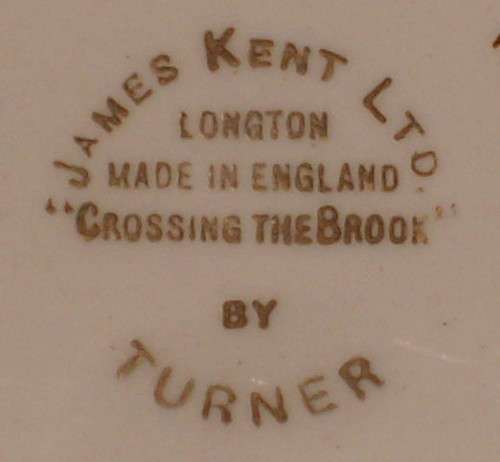 JAMES KENT LTD.
LONGTON
MADE IN ENGLAND
"CROSSING THE BROOK"
BY
TURNER